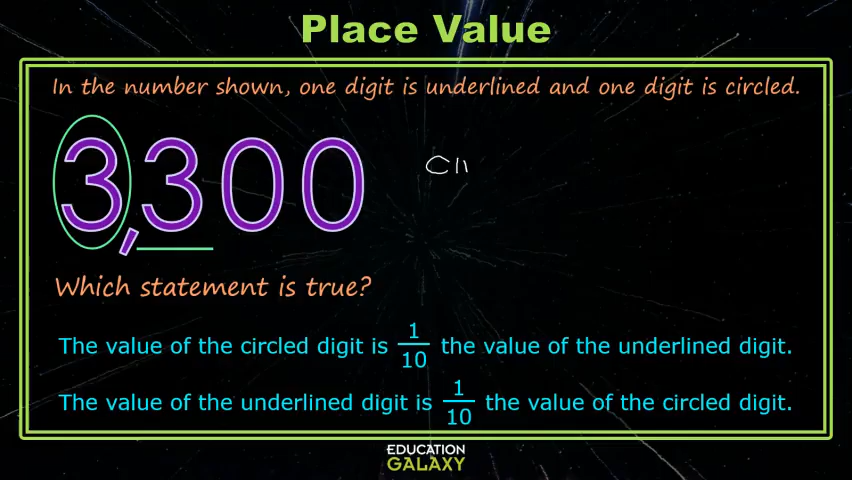 Place Value
In the number shown, one digit is underlined and one digit is circled.
3,300
Which statement is true?
The value of the circled digit is 1/10 the value of the underlined digit.
The value of the underlined digit is 1/10 the value of the circled digit.
EDUCATION
GALAXY